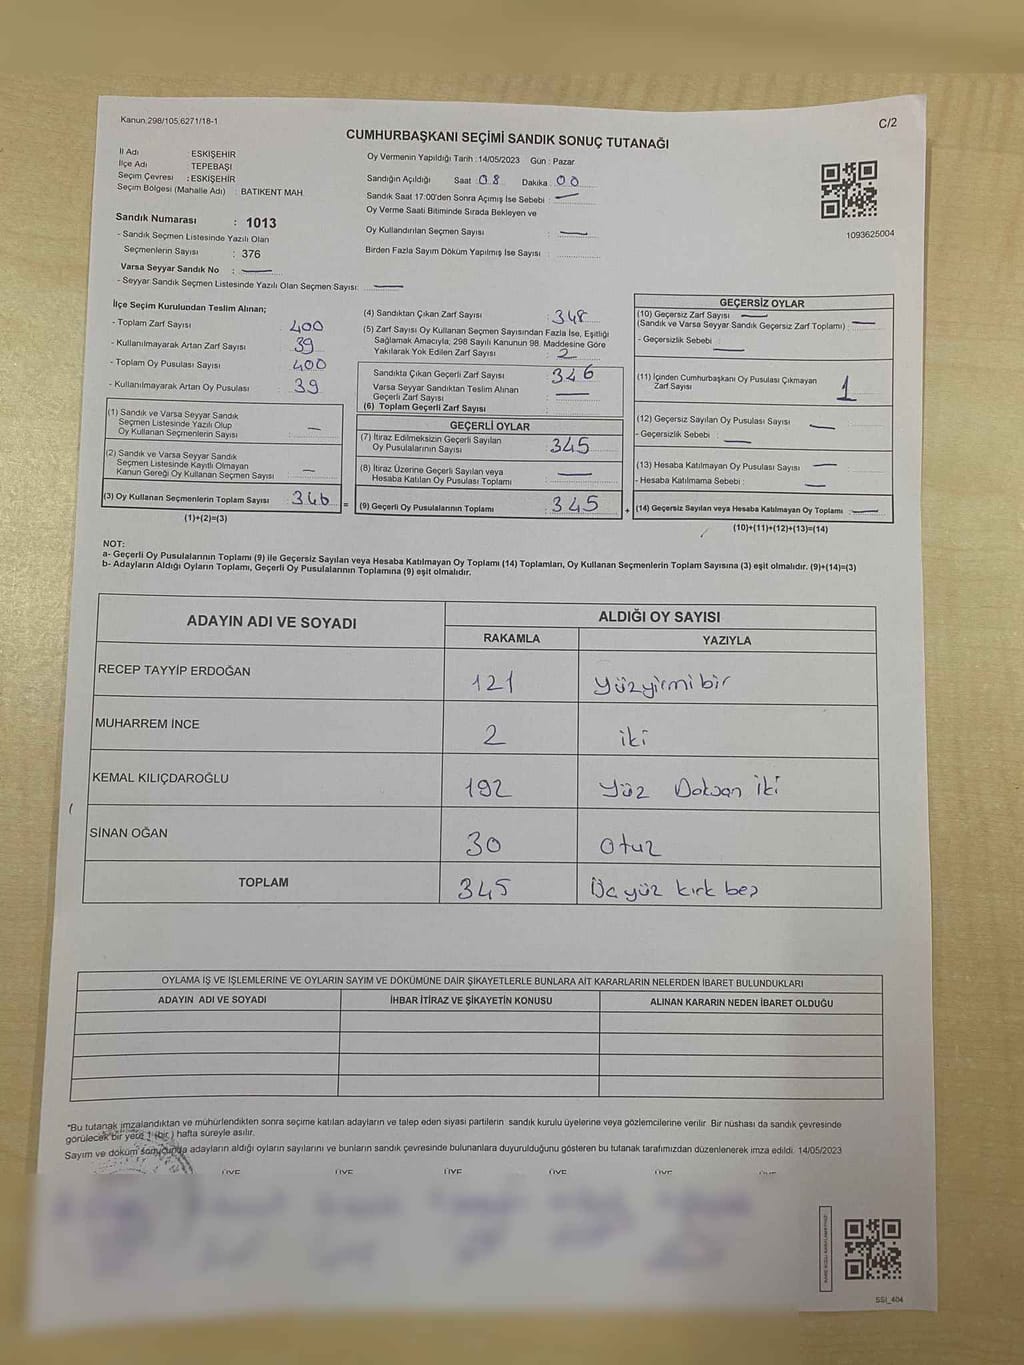 Kanun.298/105,6271/18-1
C/2
CUMHURBAŞKANI SEÇİMİ SANDIK SONUÇ TUTANAĞI
İl Adı : ESKİŞEHİR
İlçe Adı : TEPEBAŞI
Seçim Çevresi : ESKİŞEHİR
Seçim Bölgesi (Mahalle Adı) : BATIKENT MAH.
Sandık Numarası : 1013
- Sandık Seçmen Listesinde Yazılı Olan
Seçmenlerin Sayısı : 376
Varsa Seyyar Sandık No :
- Seyyar Sandık Seçmen Listesinde Yazılı Olan Seçmen Sayısı:
Oy Vermenin Yapıldığı Tarih : 14/05/2023 Gün : Pazar
Sandığın Açıldığı Saat 08 Dakika 00
Sandık Saat 17:00'den Sonra Açımış İse Sebebi :
Oy Verme Saati Bitiminde Sırada Bekleyen ve
Oy Kullandırılan Seçmen Sayısı :
Birden Fazla Sayım Döküm Yapılmış İse Sayısı :
1093625004
İlçe Seçim Kurulundan Teslim Alınan;
- Toplam Zarf Sayısı : 400
- Kullanılmayarak Artan Zarf Sayısı : 39
- Toplam Oy Pusulası Sayısı : 400
- Kullanılmayarak Artan Oy Pusulası : 39
(1) Sandık ve Varsa Seyyar Sandık
Seçmen Listesinde Yazılı Olup
Oy Kullanan Seçmenlerin Sayısı : —
(2) Sandık ve Varsa Seyyar Sandık
Seçmen Listesinde Kayıtlı Olmayan
Kanun Gereği Oy Kullanan Seçmen Sayısı : —
(3) Oy Kullanan Seçmenlerin Toplam Sayısı 346 =
(1)+(2)=(3)
(4) Sandıktan Çıkan Zarf Sayısı : 348
(5) Zarf Sayısı Oy Kullanan Seçmen Sayısından Fazla İse, Eşitliği
Sağlamak Amacıyla, 298 Sayılı Kanunun 98. Maddesine Göre
Yakılarak Yok Edilen Zarf Sayısı : 2
Sandıkta Çıkan Geçerli Zarf Sayısı : 346
Varsa Seyyar Sandıktan Teslim Alınan
Geçerli Zarf Sayısı : —
(6) Toplam Geçerli Zarf Sayısı :
GEÇERLİ OYLAR
(7) İtiraz Edilmeksizin Geçerli Sayılan
Oy Pusulalarının Sayısı : 345
(8) İtiraz Üzerine Geçerli Sayılan veya
Hesaba Katılan Oy Pusulası Toplamı : —
(9) Geçerli Oy Pusulalarının Toplamı : 345 +
GEÇERSİZ OYLAR
(10) Geçersiz Zarf Sayısı —
(Sandık ve Varsa Seyyar Sandık Geçersiz Zarf Toplamı) : —
- Geçersizlik Sebebi : —
(11) İçinden Cumhurbaşkanı Oy Pusulası Çıkmayan
Zarf Sayısı : 1
(12) Geçersiz Sayılan Oy Pusulası Sayısı : —
- Geçersizlik Sebebi : —
(13) Hesaba Katılmayan Oy Pusulası Sayısı : —
- Hesaba Katılmama Sebebi : —
(14) Geçersiz Sayılan veya Hesaba Katılmayan Oy Toplamı : —
(10)+(11)+(12)+(13)=(14)
NOT:
a- Geçerli Oy Pusulalarının Toplamı (9) ile Geçersiz Sayılan veya Hesaba Katılmayan Oy Toplamı (14) Toplamları, Oy Kullanan Seçmenlerin Toplam Sayısına (3) eşit olmalıdır. (9)+(14)=(3)
b- Adayların Aldığı Oyların Toplamı, Geçerli Oy Pusulalarının Toplamına (9) eşit olmalıdır.
ADAYIN ADI VE SOYADI
ALDIĞI OY SAYISI
RAKAMLA YAZIYLA
RECEP TAYYİP ERDOĞAN 121 Yüzyirmi bir
MUHARREM İNCE 2 iki
KEMAL KILIÇDAROĞLU 192 Yüz Doksan İki
SİNAN OĞAN 30 Otuz
TOPLAM 345 Üç yüz kırk beş
OYLAMA İŞ VE İŞLEMLERİNE VE OYLARIN SAYIM VE DÖKÜMÜNE DAİR ŞİKAYETLERLE BUNLARA AİT KARARLARIN NELERDEN İBARET BULUNDUKLARI
ADAYIN ADI VE SOYADI İHBAR İTİRAZ VE ŞİKAYETİN KONUSU ALINAN KARARIN NEDEN İBARET OLDUĞU
"Bu tutanak imzalandıktan ve mühürlendikten sonra seçime katılan adayların ve talep eden siyasi partilerin sandık kurulu üyelerine veya gözlemcilerine verilir. Bir nüshası da sandık çevresinde
görülecek bir yere 1 (bir) hafta süreyle asılır.
Sayım ve döküm sonucunda adayların aldığı oyların sayılarını ve bunların sandık çevresinde bulunanlara duyurulduğunu gösteren bu tutanak tarafımızdan düzenlenerek imza edildi. 14/05/2023
ÜYE ÜYE ÜYE ÜYE ÜYE ÜYE
SSI_404